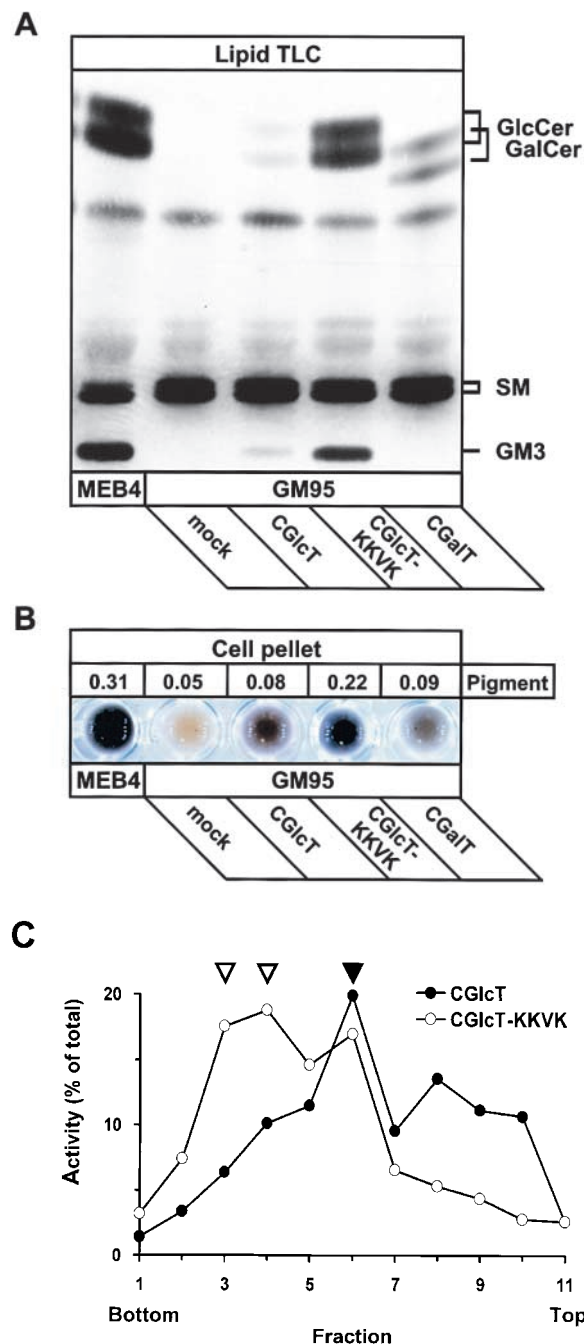 A
Lipid TLC
GlcCer
GalCer
SM
GM3
MEB4 GM95
mock CGlcT CGlcT-KKVK CGalT
B
Cell pellet
0.31 0.05 0.08 0.22 0.09 Pigment
MEB4 GM95
mock CGlcT CGlcT-KKVK CGalT
C
CGlcT
CGlcT-KKVK
Activity (% of total)
20
10
0
1 3 5 7 9 11
Bottom Top
Fraction